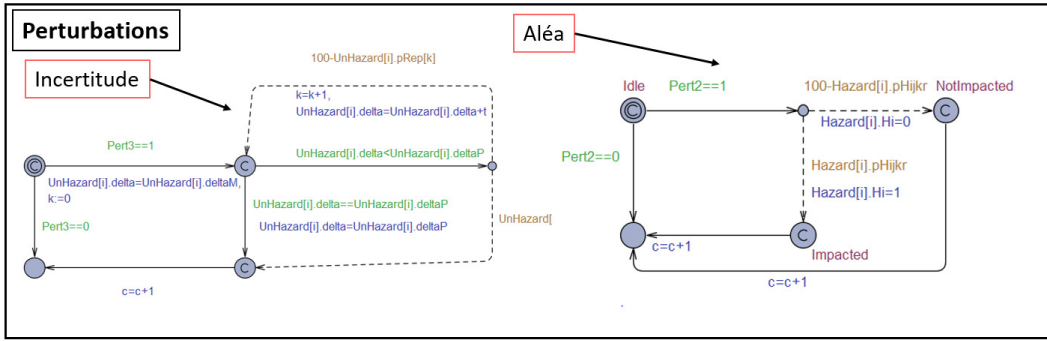 Perturbations
Incertitude
100-UnHazard[i].pRep[k]
k=k+1,
UnHazard[i].delta=UnHazard[i].delta+t
Pert3==1
UnHazard[i].delta<UnHazard[i].deltaP
C
C
UnHazard[i].delta=UnHazard[i].deltaM,
k:=0
UnHazard[i].delta==UnHazard[i].deltaP
UnHazard[i].delta=UnHazard[i].deltaP
UnHazard[
Pert3==0
C
c=c+1
Aléa
Idle
Pert2==1
100-Hazard[i].pHijkr
NotImpacted
C
C
Hazard[i].Hi=0
Pert2==0
Hazard[i].pHijkr
Hazard[i].Hi=1
c=c+1
C
Impacted
c=c+1